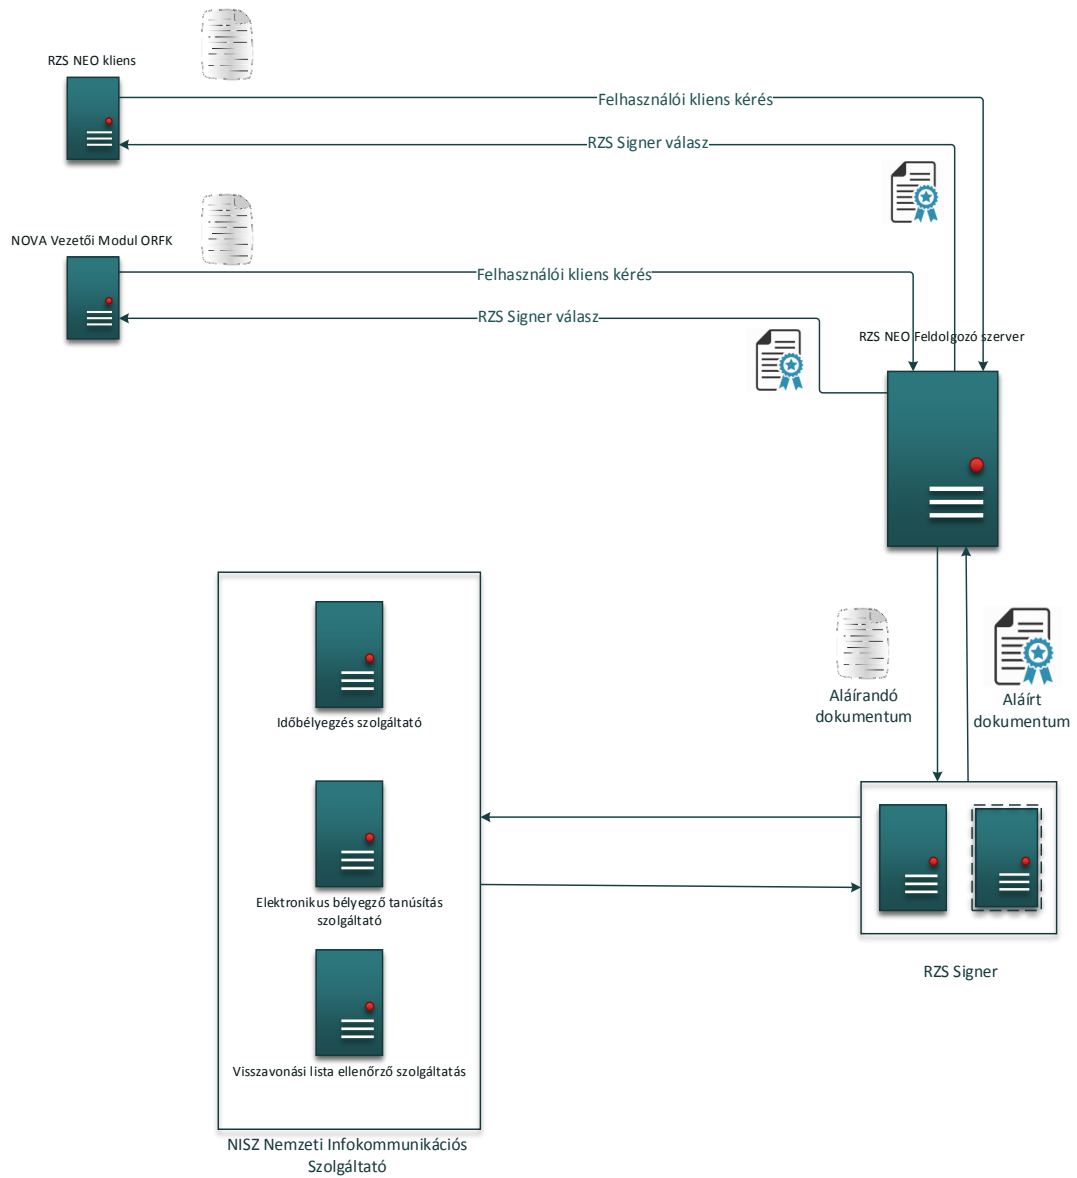 RZS NEO kliens
Felhasználói kliens kérés
RZS Signer válasz
NOVA Vezetői Modul ORFK
Felhasználói kliens kérés
RZS Signer válasz
RZS NEO Feldolgozó szerver
Aláírandó
dokumentum
Aláírt
dokumentum
Időbélyegzés szolgáltató
Elektronikus bélyegző tanúsítás
szolgáltató
RZS Signer
Visszavonási lista ellenőrző szolgáltatás
NISZ Nemzeti Infokommunikációs
Szolgáltató